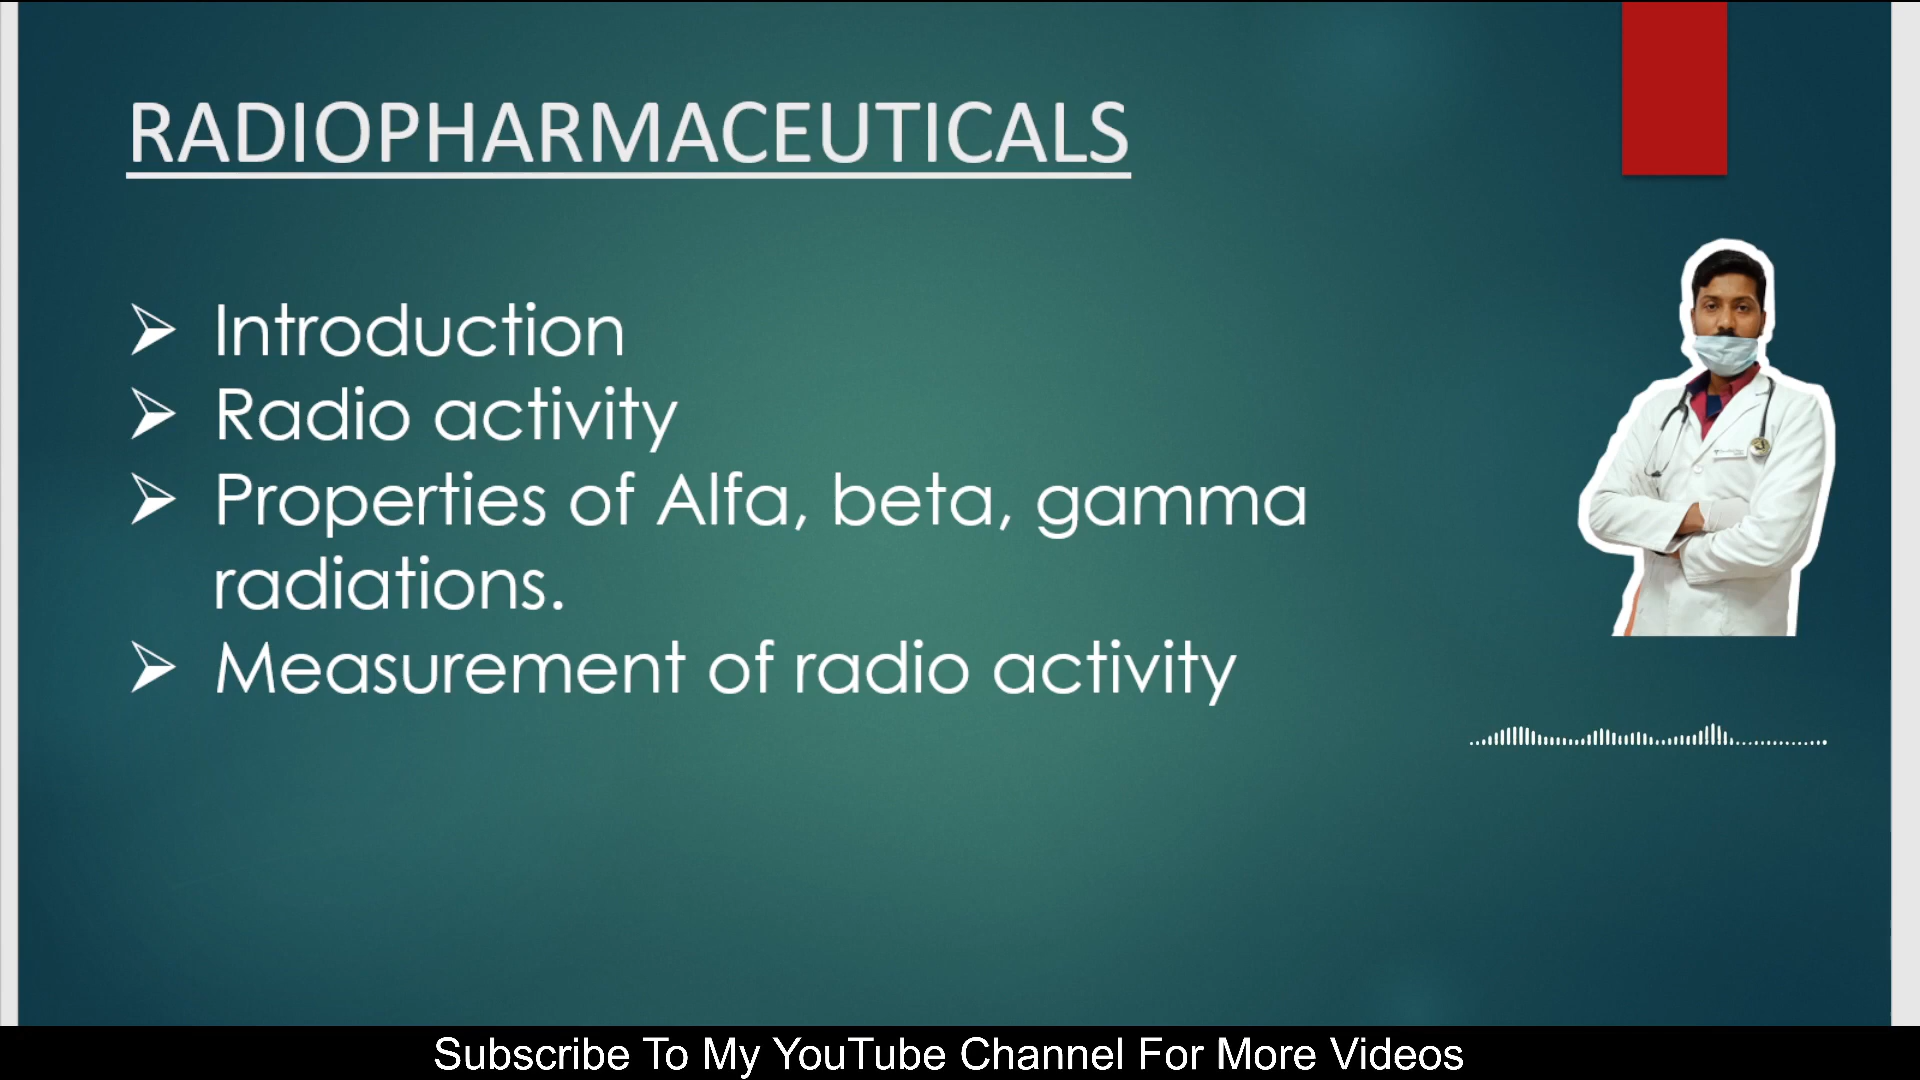 RADIOPHARMACEUTICALS
➢ Introduction
➢ Radio activity
➢ Properties of Alfa, beta, gamma
radiations.
➢ Measurement of radio activity
Subscribe To My YouTube Channel For More Videos